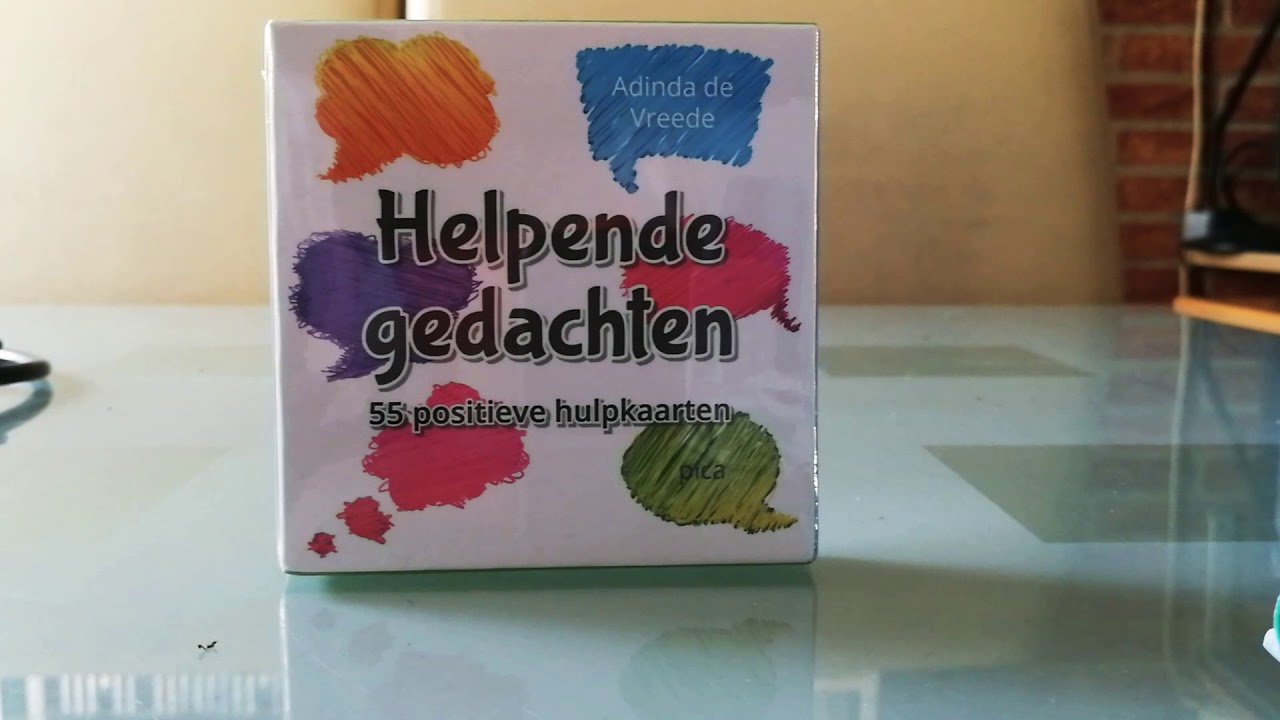 Adinda de
Vreede
Helpende
gedachten
55 positieve hulpkaarten
pica